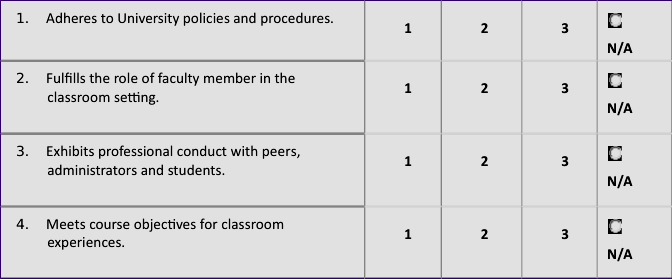 1. Adheres to University policies and procedures. 1 2 3 N/A
2. Fulfills the role of faculty member in the
classroom setting. 1 2 3 N/A
3. Exhibits professional conduct with peers,
administrators and students. 1 2 3 N/A
4. Meets course objectives for classroom
experiences. 1 2 3 N/A